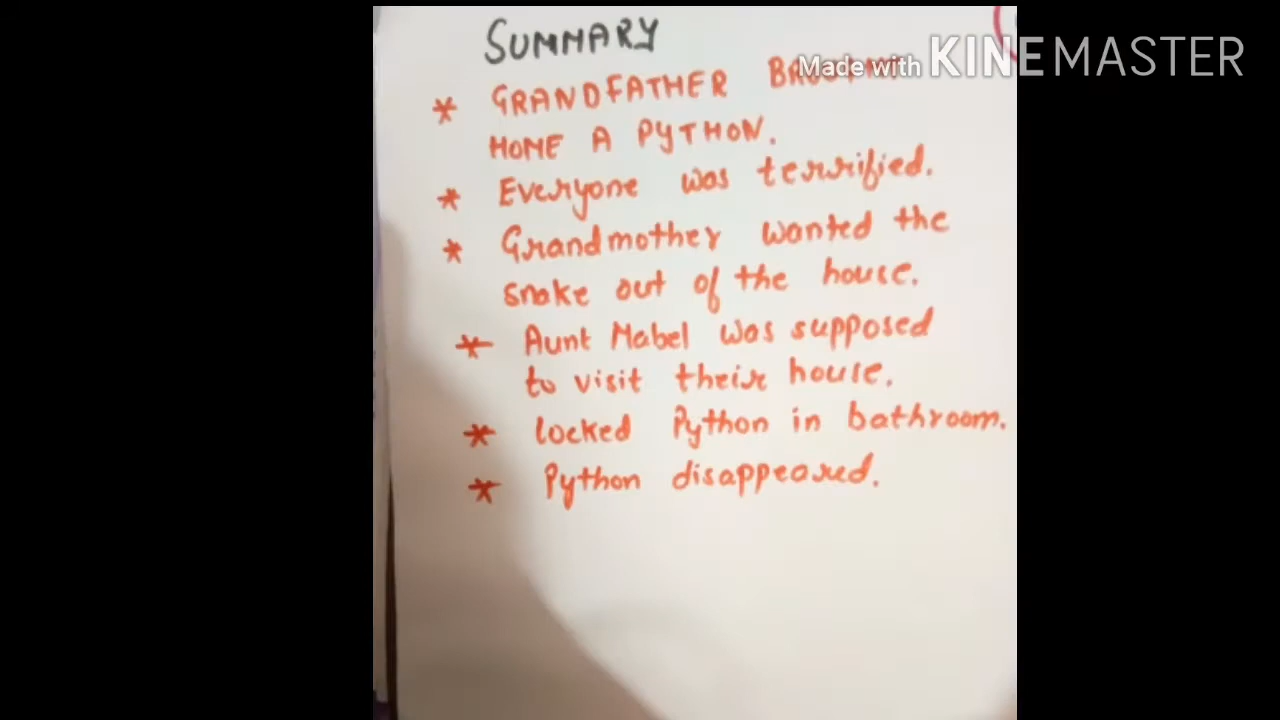 SUMMARY
Made with KINEMASTER
* GRANDFATHER
HOME A PYTHON.
* Everyone was terrified.
* Grandmother wanted the
snake out of the house.
* Aunt Mabel was supposed
to visit their house.
* locked Python in bathroom.
* Python disappeared.